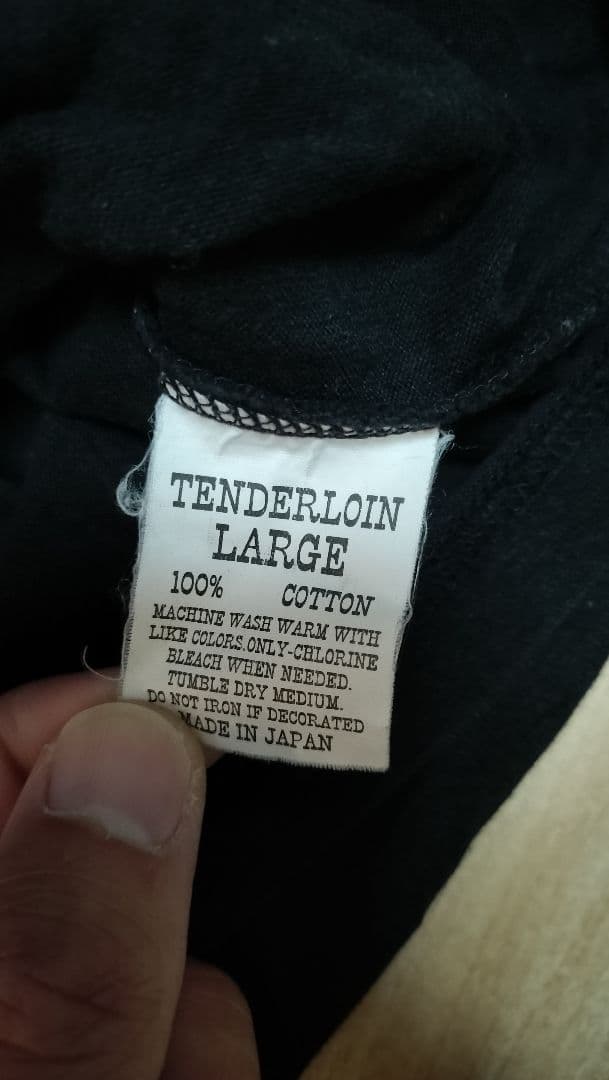 TENDERLOIN
LARGE
100% COTTON
MACHINE WASH WARM WITH
LIKE COLORS.ONLY-CHLORINE
BLEACH WHEN NEEDED.
TUMBLE DRY MEDIUM.
DO NOT IRON IF DECORATED
MADE IN JAPAN